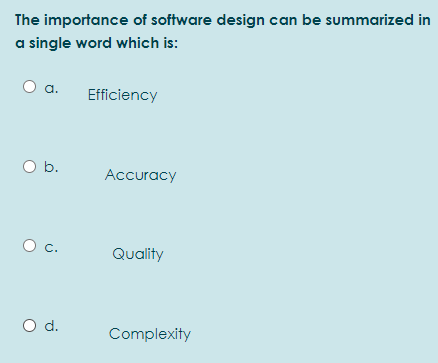 The importance of software design can be summarized in
a single word which is:
a. Efficiency
b. Accuracy
c. Quality
d. Complexity